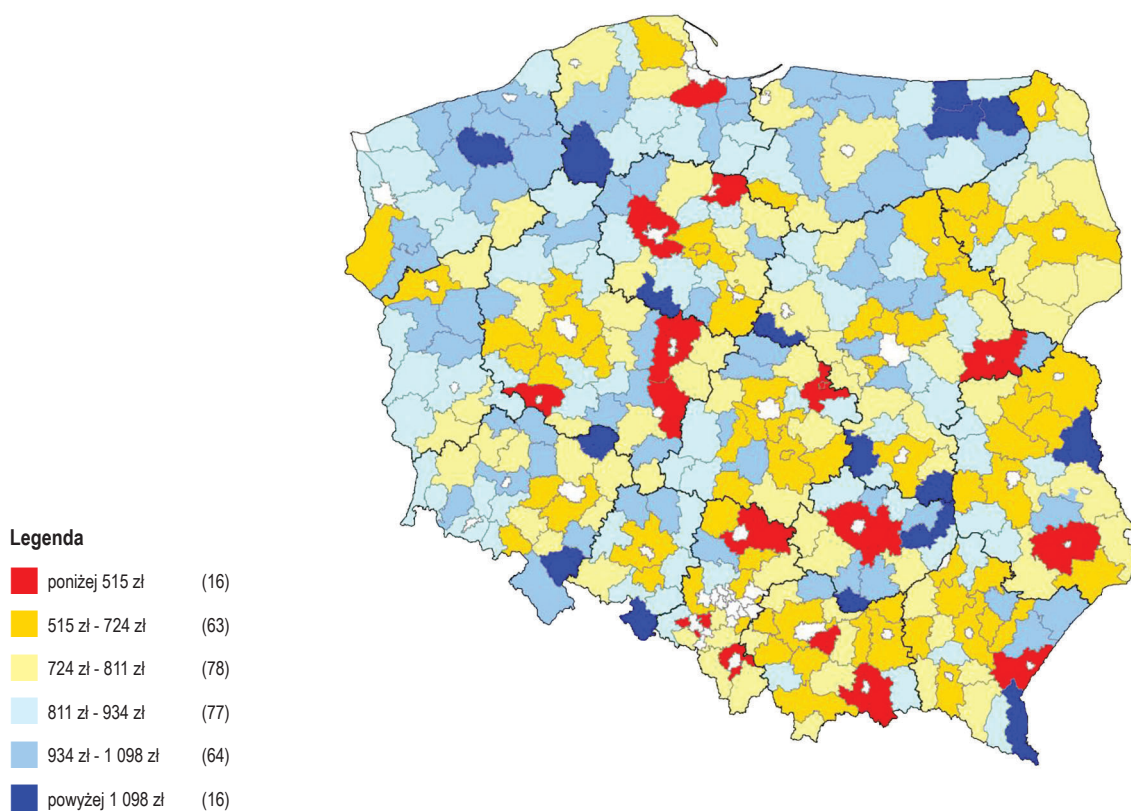 Legenda
poniżej 515 zł (16)
515 zł - 724 zł (63)
724 zł - 811 zł (78)
811 zł - 934 zł (77)
934 zł - 1 098 zł (64)
powyżej 1 098 zł (16)